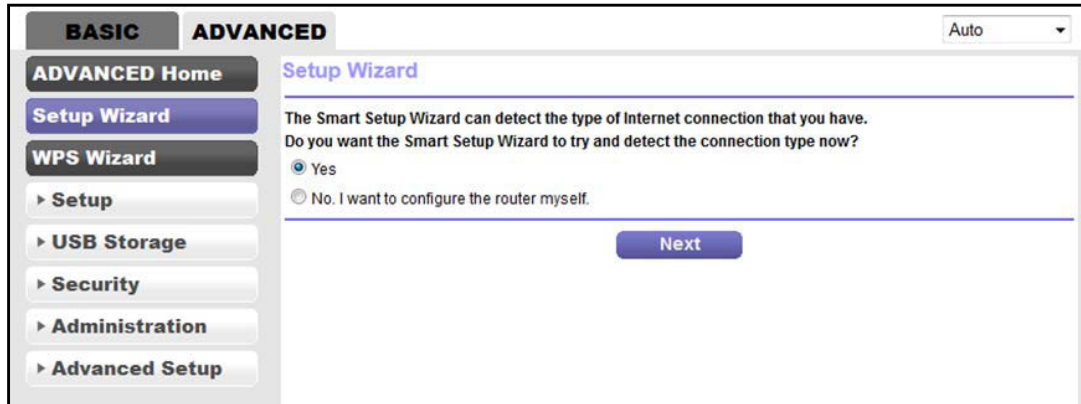 BASIC
ADVANCED
Auto
ADVANCED Home
Setup Wizard
WPS Wizard
Setup
USB Storage
Security
Administration
Advanced Setup
Setup Wizard
The Smart Setup Wizard can detect the type of Internet connection that you have.
Do you want the Smart Setup Wizard to try and detect the connection type now?
Yes
No. I want to configure the router myself.
Next